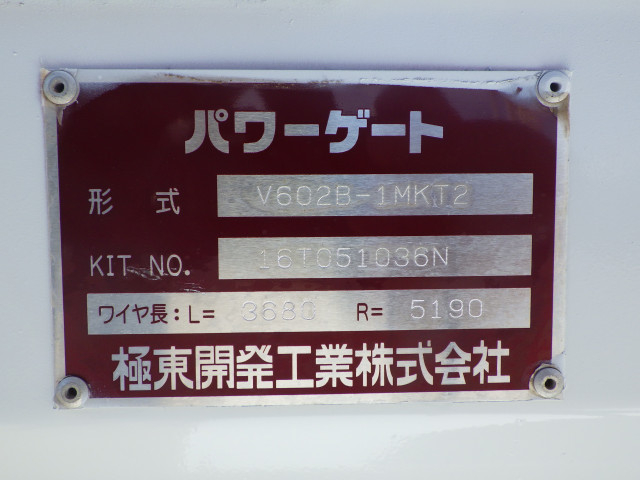 パワーゲート
形式 V602B-1MKT2
KIT NO. 16T051036N
ワイヤ長:L= 3680 R= 5190
極東開発工業株式会社